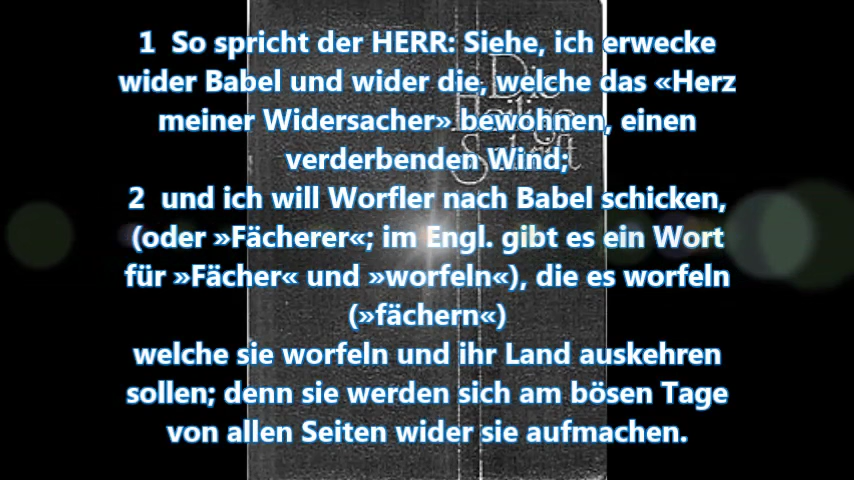 1 So spricht der HERR: Siehe, ich erwecke
wider Babel und wider die, welche das «Herz
meiner Widersacher» bewohnen, einen
verderbenden Wind;
2 und ich will Worfler nach Babel schicken,
(oder »Fächerer«; im Engl. gibt es ein Wort
für »Fächer« und »worfeln«), die es worfeln
(»fächern«)
welche sie worfeln und ihr Land auskehren
sollen; denn sie werden sich am bösen Tage
von allen Seiten wider sie aufmachen.
Die
Heilige
Schrift